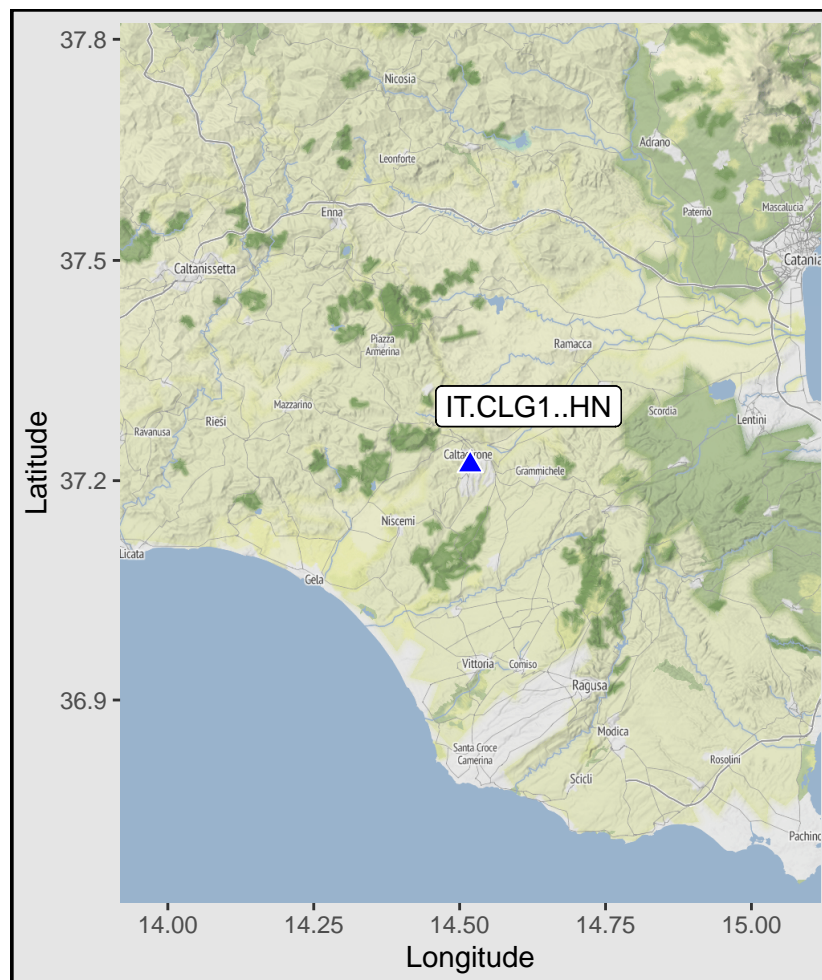 37.8
37.5
37.2
36.9
Latitude
Nicosia
Adrano
Leonforte
Enna
Paternò
Mascalucia
Caltanissetta
Catania
Piazza
Armerina
Ramacca
Mazzarino
IT.CLG1..HN
Ravanusa
Riesi
Scordia
Lentini
Grammichele
Niscemi
Licata
Gela
Vittoria
Comiso
Ragusa
Modica
Santa Croce
Camerina
Scicli
Rosolini
Pachino
14.00 14.25 14.50 14.75 15.00
Longitude